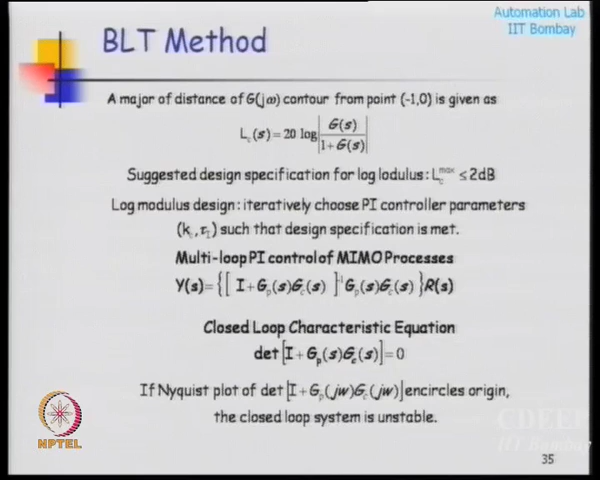 Automation Lab
IIT Bombay
BLT Method
A major of distance of G(jω) contour from point (-1,0) is given as
L_c(s) = 20 log |G(s) / 1 + G(s)|
Suggested design specification for log lodulus : L_c^max ≤ 2dB
Log modulus design : iteratively choose PI controller parameters
(k_c, τ_I) such that design specification is met.
Multi-loop PI control of MIMO Processes
Y(s) = {[I + G_p(s)G_c(s)]^-1 G_p(s)G_c(s)}R(s)
Closed Loop Characteristic Equation
det[I + G_p(s)G_c(s)] = 0
If Nyquist plot of det[I + G_p(jw)G_c(jw)] encircles origin,
the closed loop system is unstable.
NPTEL
CDEEP
IIT Bombay
35